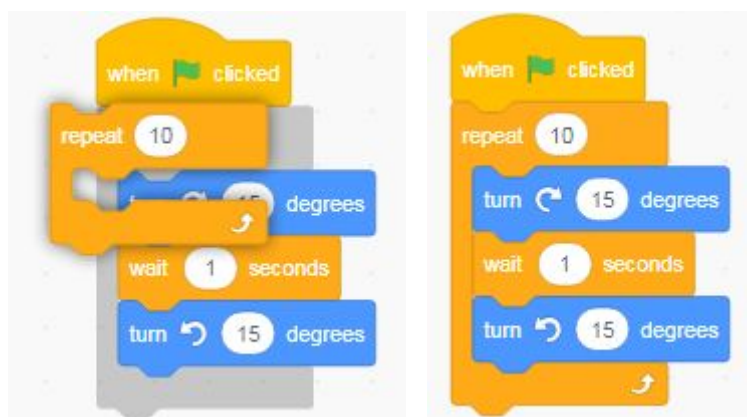 when clicked
repeat 10
15 degrees
wait 1 seconds
turn 15 degrees
when clicked
repeat 10
turn 15 degrees
wait 1 seconds
turn 15 degrees